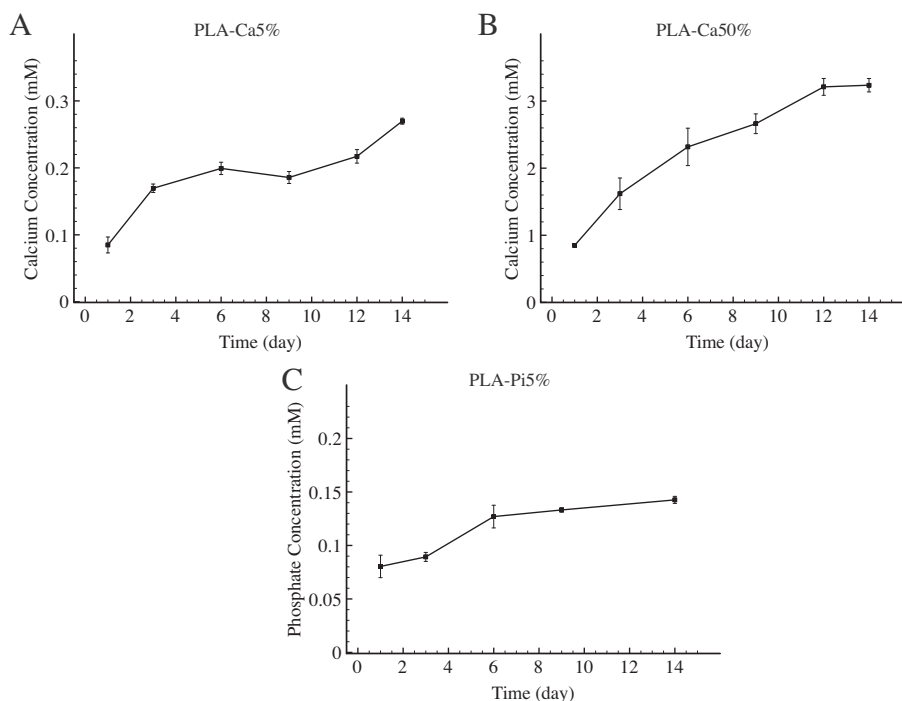 A
PLA-Ca5%
Calcium Concentration (mM)
0.3
0.2
0.1
0
0 2 4 6 8 10 12 14
Time (day)
B
PLA-Ca50%
Calcium Concentration (mM)
3
2
1
0
0 2 4 6 8 10 12 14
Time (day)
C
PLA-Pi5%
Phosphate Concentration (mM)
0.2
0.15
0.1
0.05
0
0 2 4 6 8 10 12 14
Time (day)